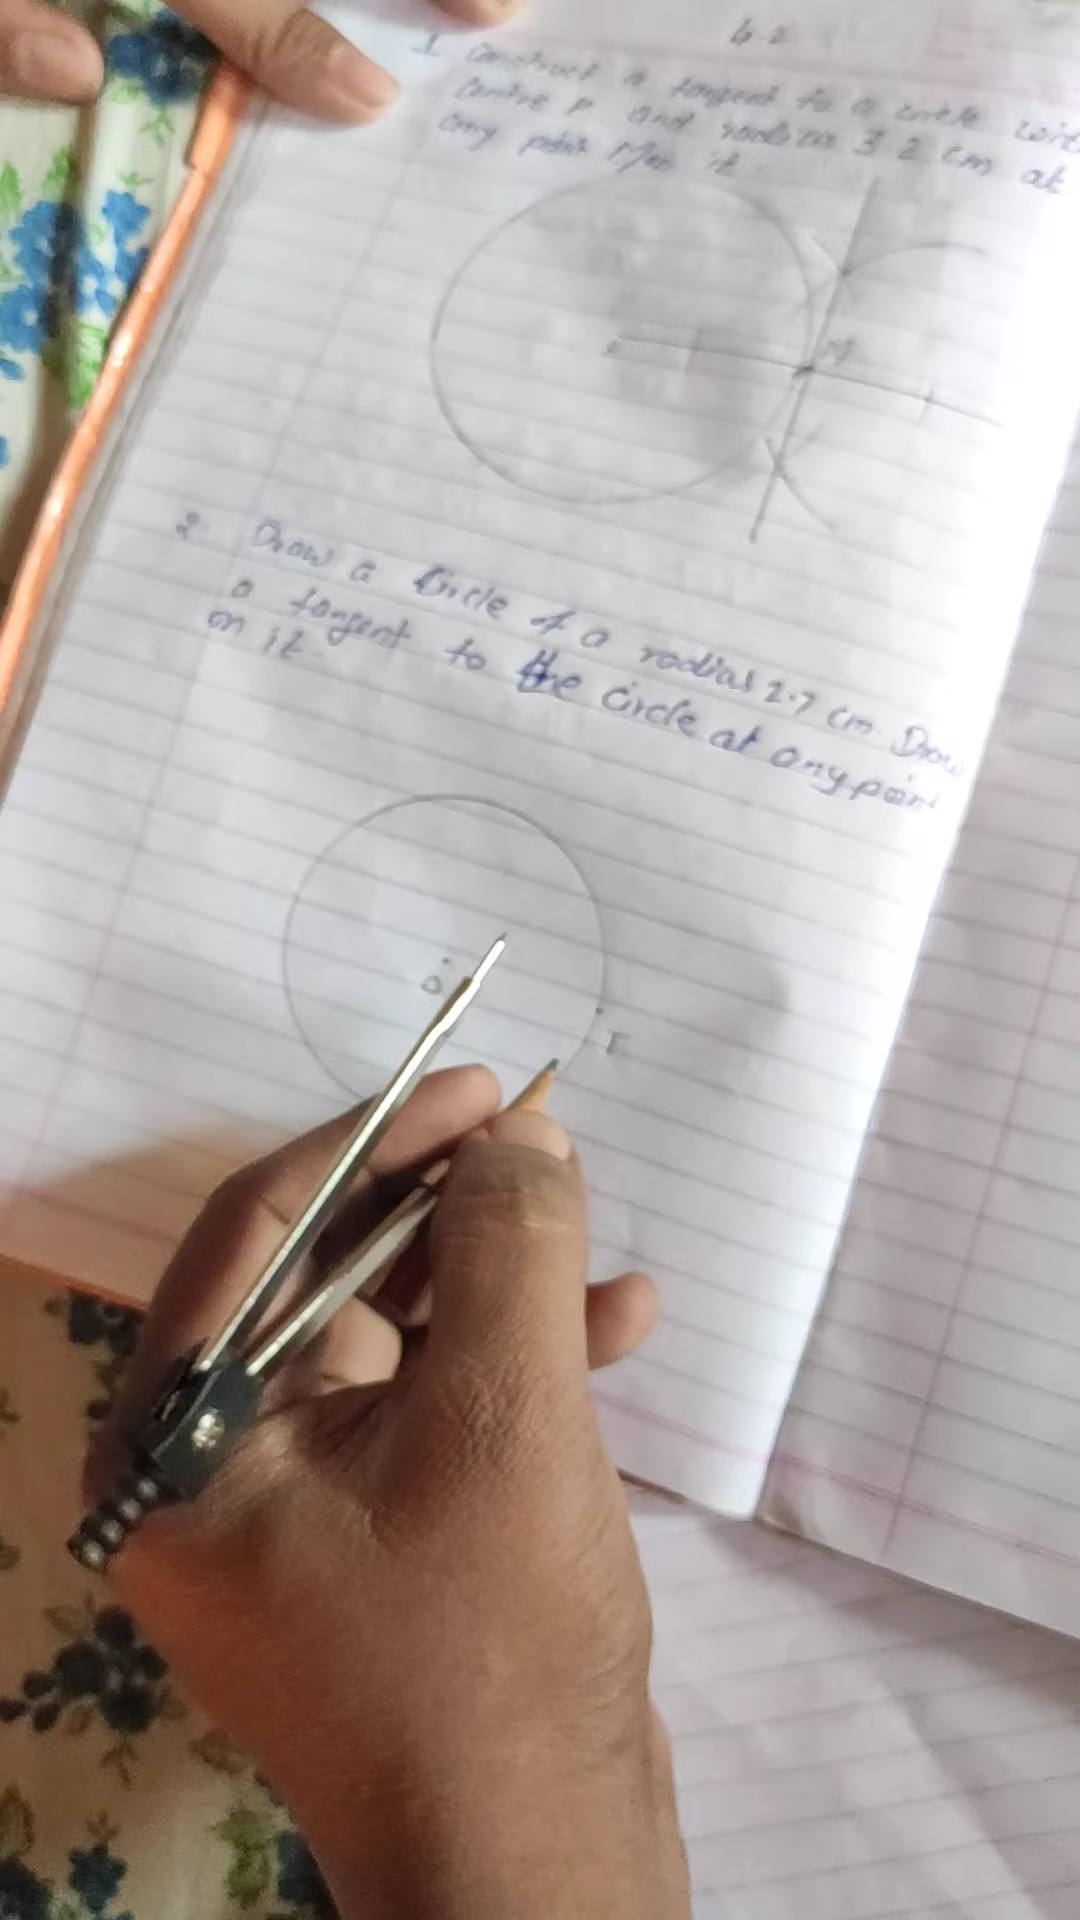 6.2
1 Construct a tangent to a circle with
Centre P and radius 3.2 cm at
any point M on it.
P
M
2. Draw a Circle of a radius 2.7 cm. Draw
a tangent to the circle at any point
on it.
O